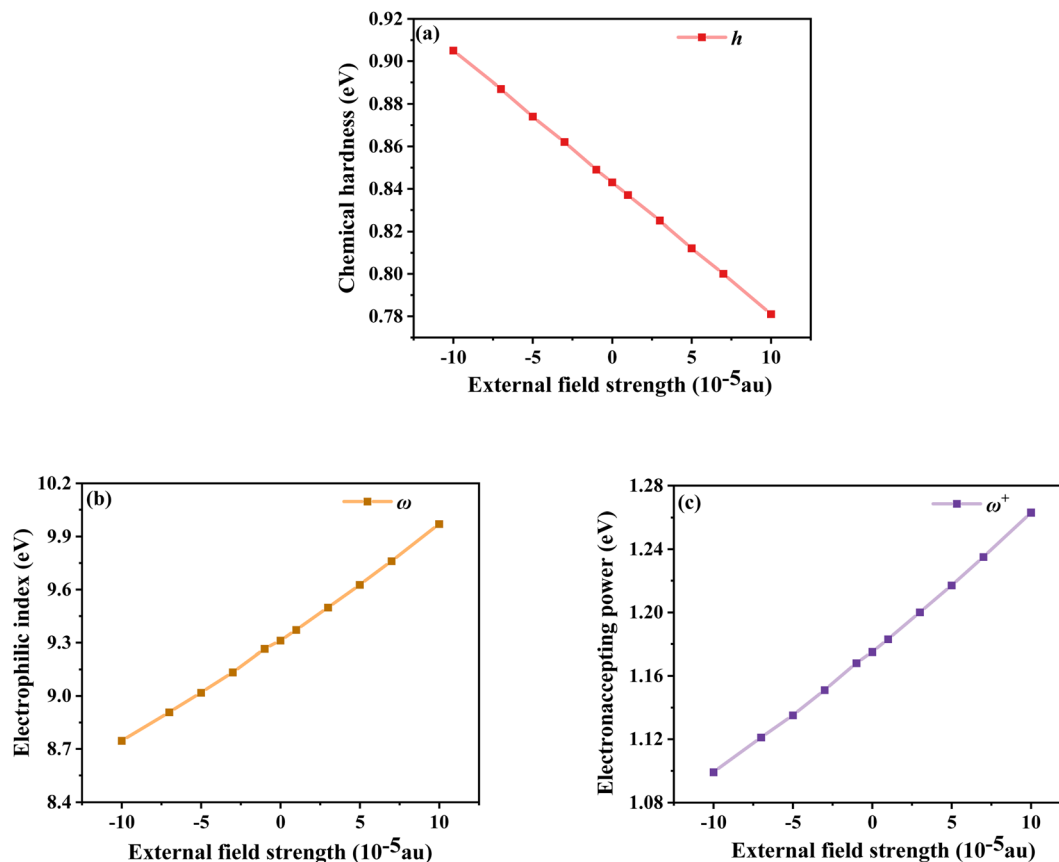 (a)
h
Chemical hardness (eV)
0.92
0.90
0.88
0.86
0.84
0.82
0.80
0.78
-10 -5 0 5 10
External field strength (10⁻⁵au)
(b)
ω
Electrophilic index (eV)
10.2
9.9
9.6
9.3
9.0
8.7
8.4
-10 -5 0 5 10
External field strength (10⁻⁵au)
(c)
ω⁺
Electronaccepting power (eV)
1.28
1.24
1.20
1.16
1.12
1.08
-10 -5 0 5 10
External field strength (10⁻⁵au)